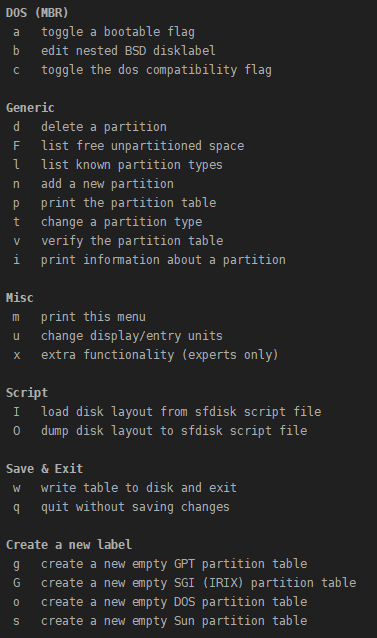 DOS (MBR)
a toggle a bootable flag
b edit nested BSD disklabel
c toggle the dos compatibility flag
Generic
d delete a partition
F list free unpartitioned space
l list known partition types
n add a new partition
p print the partition table
t change a partition type
v verify the partition table
i print information about a partition
Misc
m print this menu
u change display/entry units
x extra functionality (experts only)
Script
I load disk layout from sfdisk script file
O dump disk layout to sfdisk script file
Save & Exit
w write table to disk and exit
q quit without saving changes
Create a new label
g create a new empty GPT partition table
G create a new empty SGI (IRIX) partition table
o create a new empty DOS partition table
s create a new empty Sun partition table